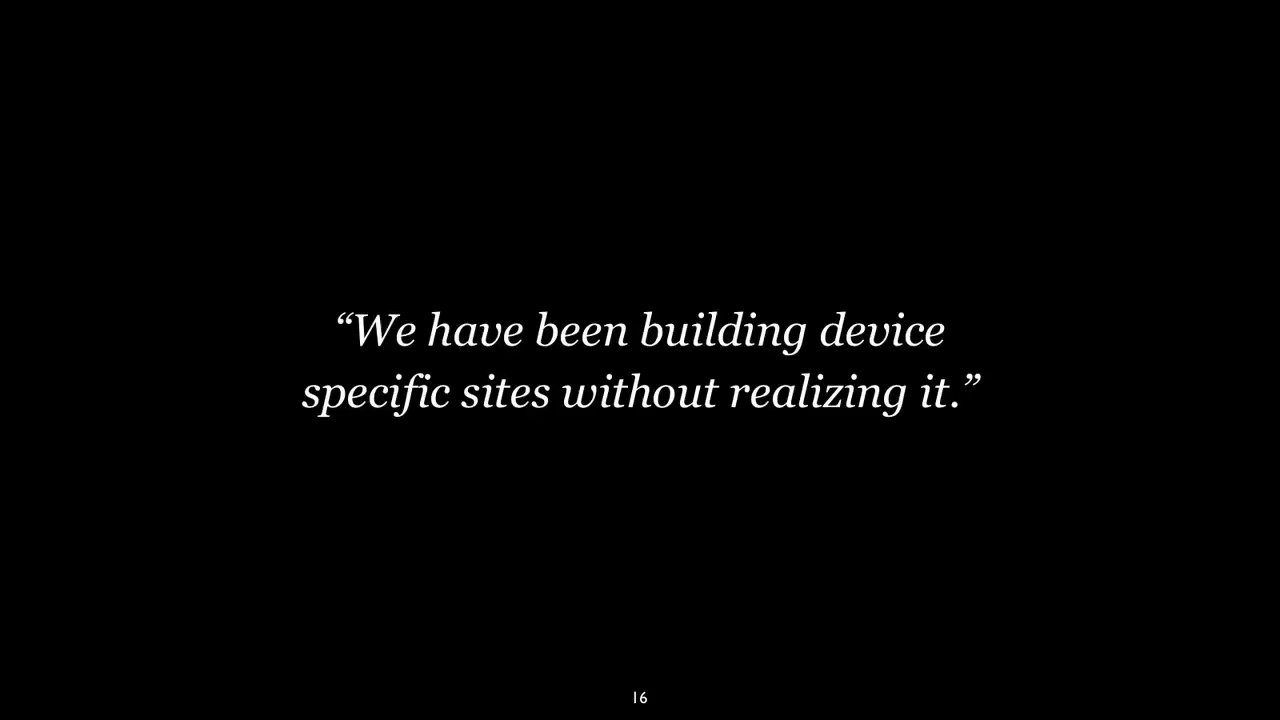 “We have been building device
specific sites without realizing it.”
16